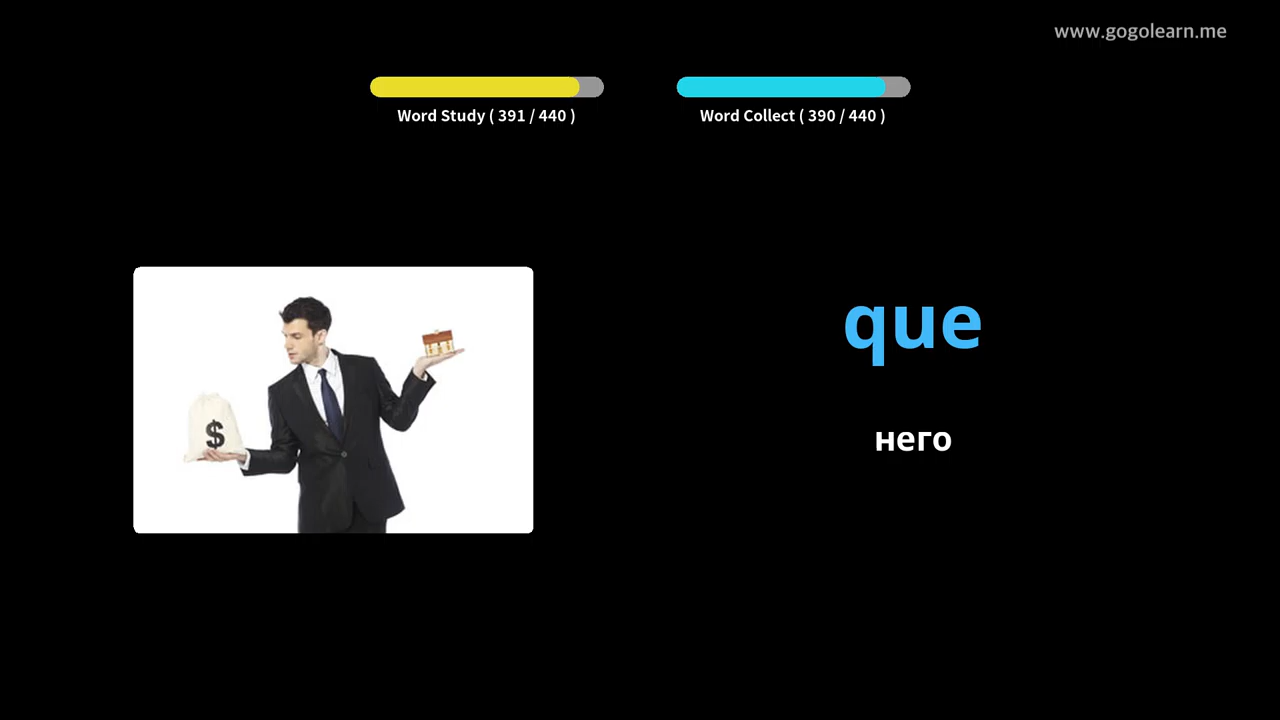 www.gogolearn.me
Word Study ( 391 / 440 )
Word Collect ( 390 / 440 )
que
него
$